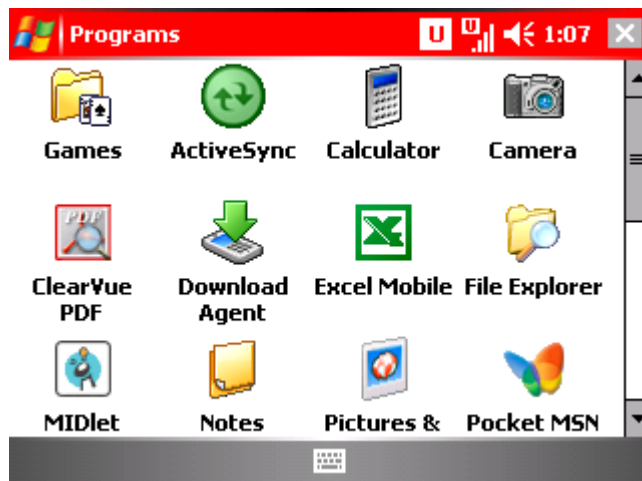 Programs U U 1:07
Games ActiveSync Calculator Camera
PDF
ClearVue Download Excel Mobile File Explorer
PDF Agent
MIDlet Notes Pictures & Pocket MSN